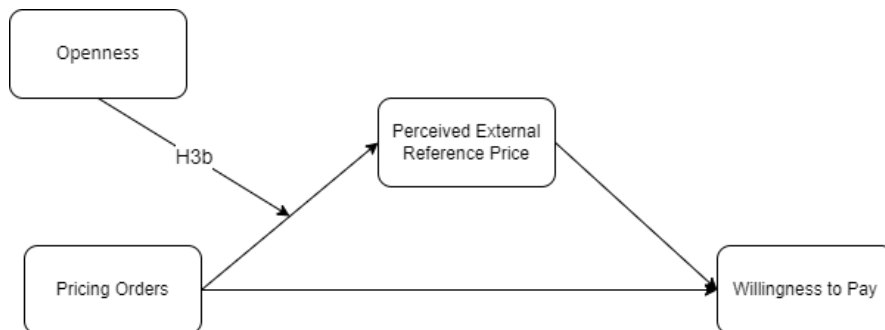 Openness
H3b
Perceived External
Reference Price
Pricing Orders
Willingness to Pay